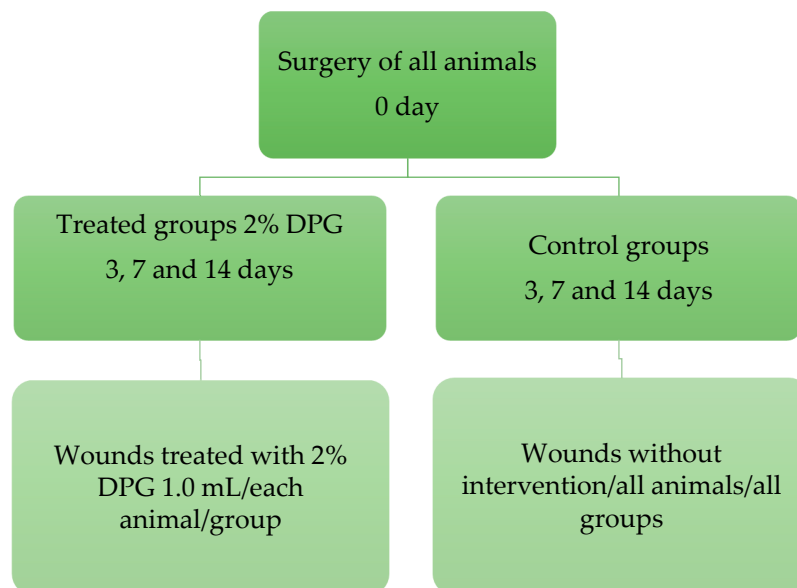 Surgery of all animals
0 day
Treated groups 2% DPG
3, 7 and 14 days
Control groups
3, 7 and 14 days
Wounds treated with 2%
DPG 1.0 mL/each
animal/group
Wounds without
intervention/all animals/all
groups